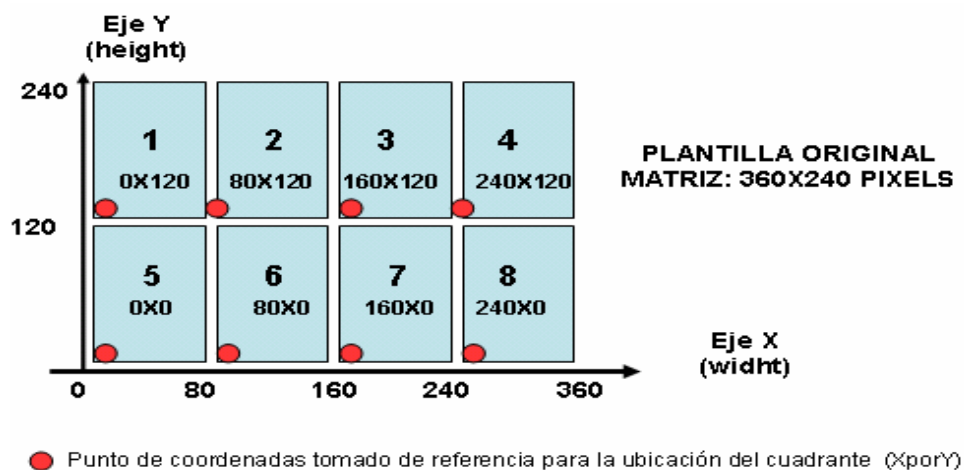 Eje Y
(height)
240
1
2
3
4
0X120
80X120
160X120
240X120
PLANTILLA ORIGINAL
MATRIZ: 360X240 PIXELS
120
5
6
7
8
0X0
80X0
160X0
240X0
Eje X
(widht)
0
80
160
240
360
Punto de coordenadas tomado de referencia para la ubicación del cuadrante (XporY)